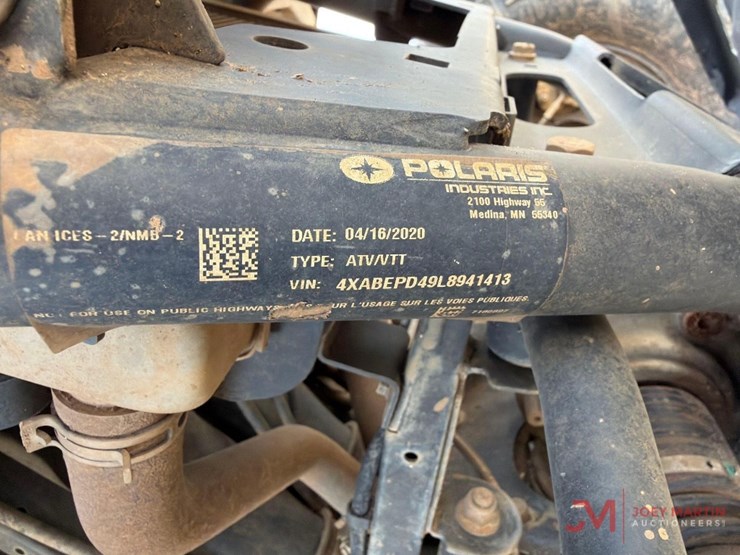 POLARIS
INDUSTRIES INC.
2100 Highway 55
Medina, MN 55340
CAN ICES-2/NMB-2
DATE: 04/16/2020
TYPE: ATV/VTT
VIN: 4XABEPD49L8941413
FOR USE ON PUBLIC HIGHWAYS. L'USAGE SUR LES VOIES PUBLIQUES.
JM JOEY MARTIN
AUCTIONEERS!